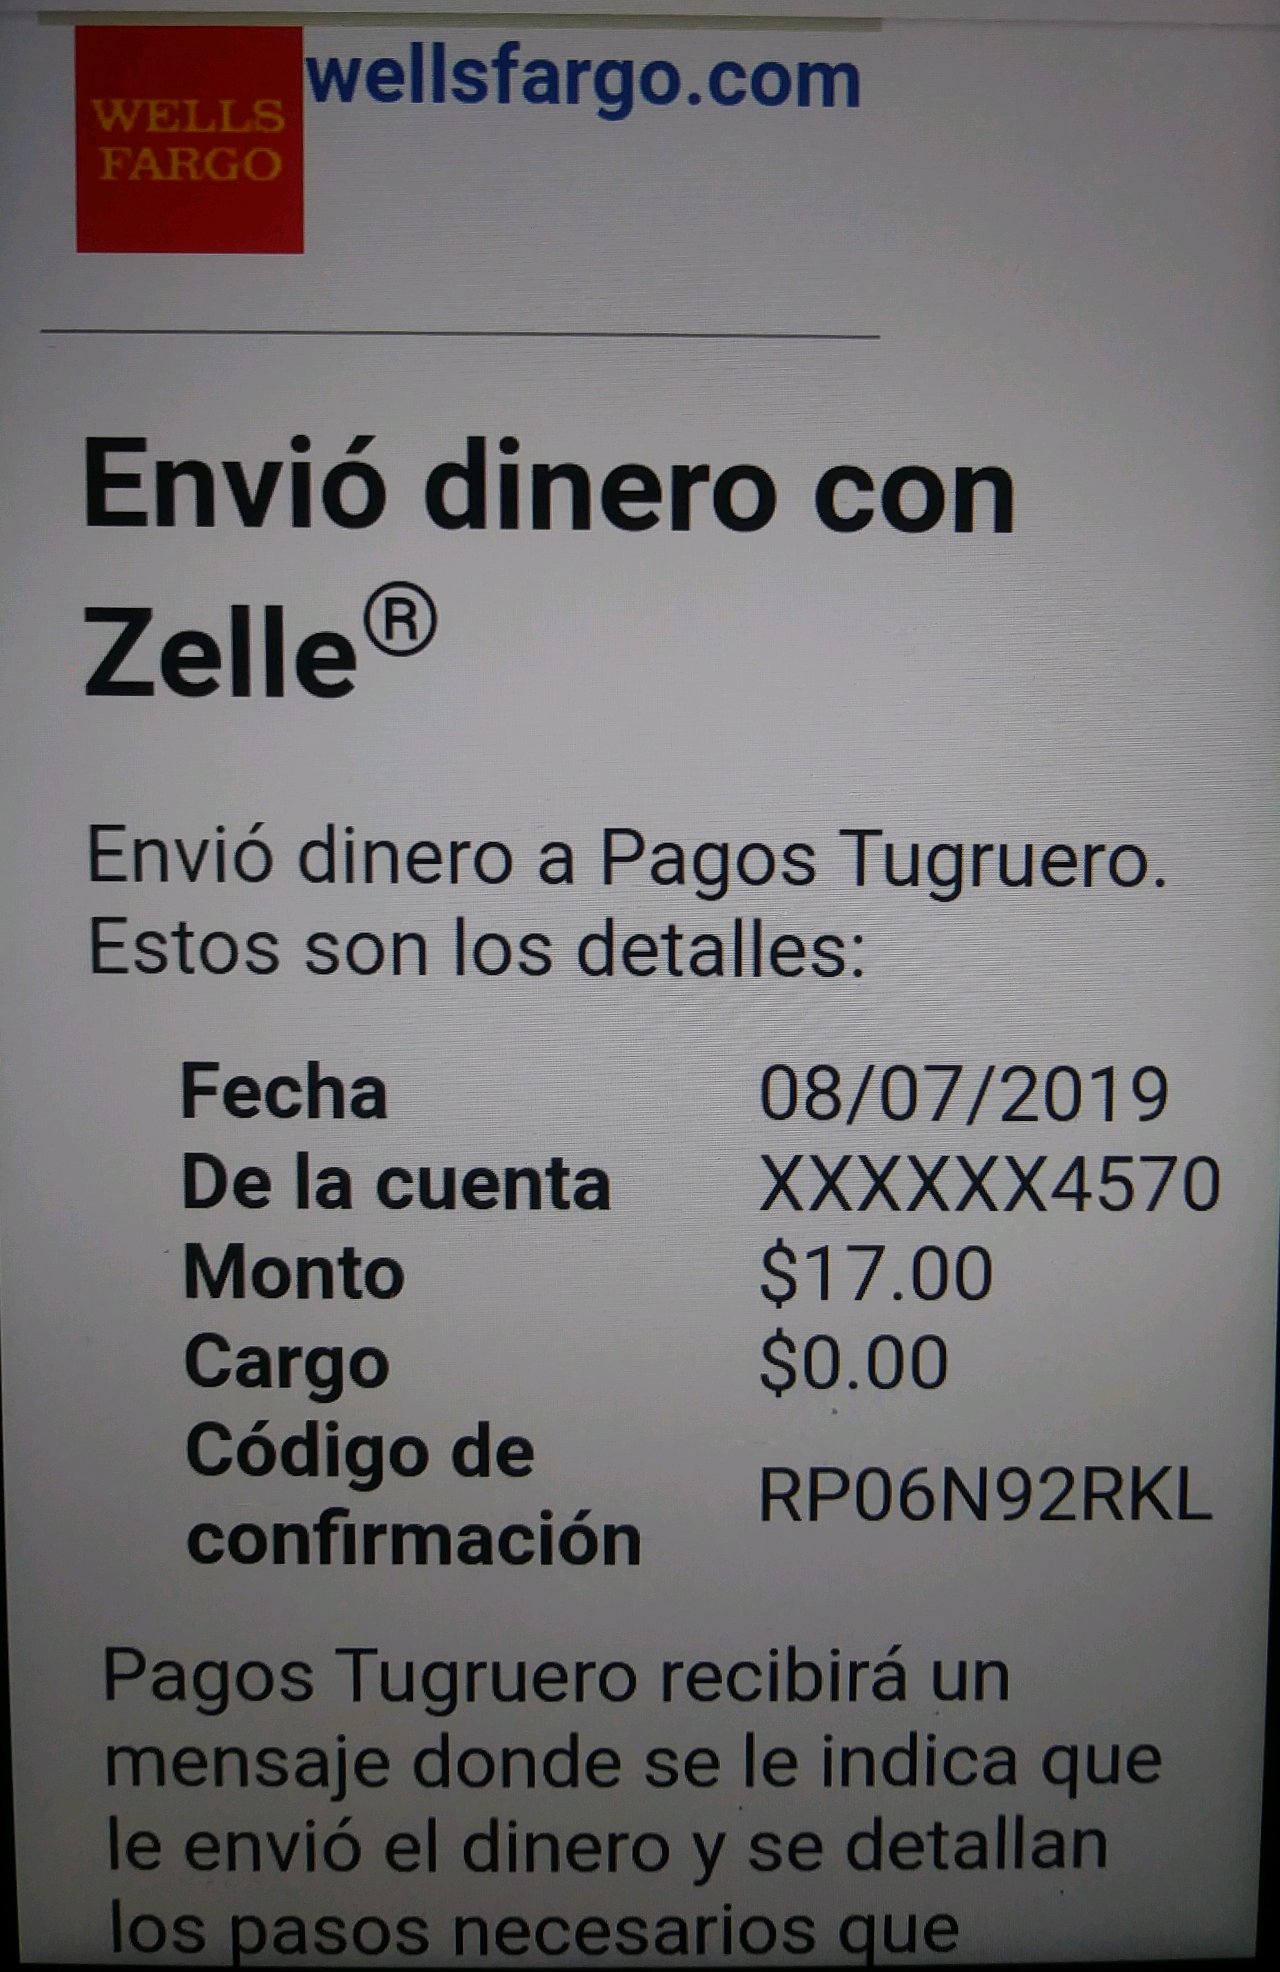 WELLS
FARGO
wellsfargo.com
Envió dinero con
Zelle®
Envió dinero a Pagos Tugruero.
Estos son los detalles:
Fecha 08/07/2019
De la cuenta XXXXXX4570
Monto $17.00
Cargo $0.00
Código de
confirmación RP06N92RKL
Pagos Tugruero recibirá un
mensaje donde se le indica que
le envió el dinero y se detallan
los pasos necesarios que